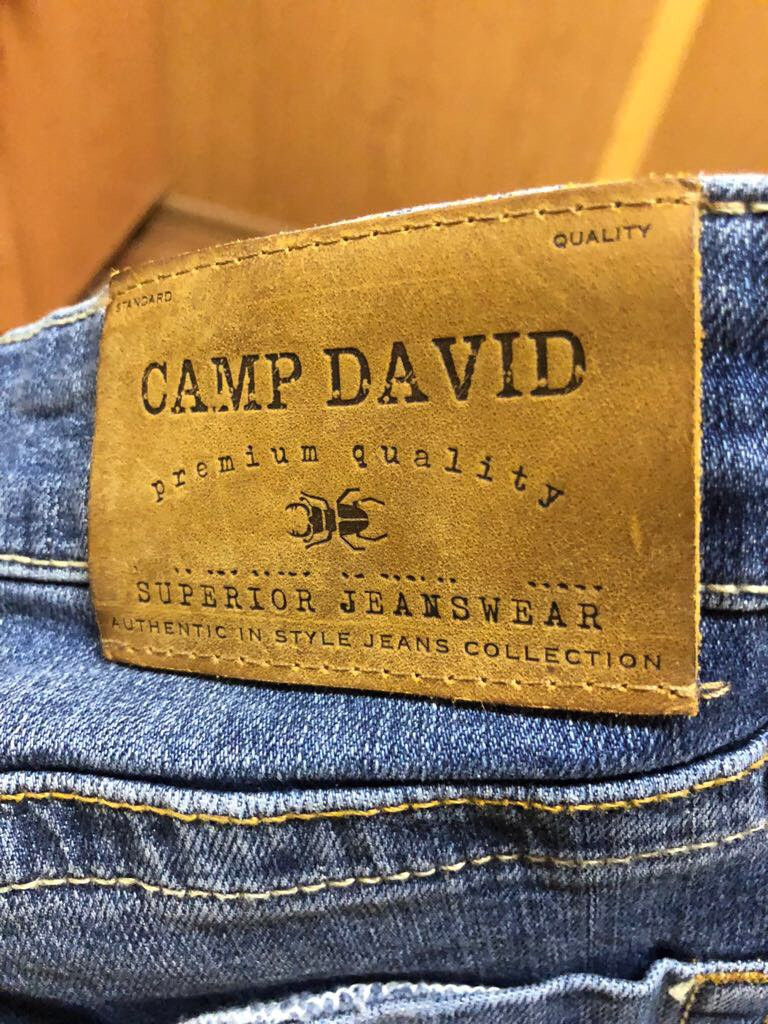 STANDARD
QUALITY
CAMP DAVID
premium quality
SUPERIOR JEANSWEAR
AUTHENTIC IN STYLE JEANS COLLECTION